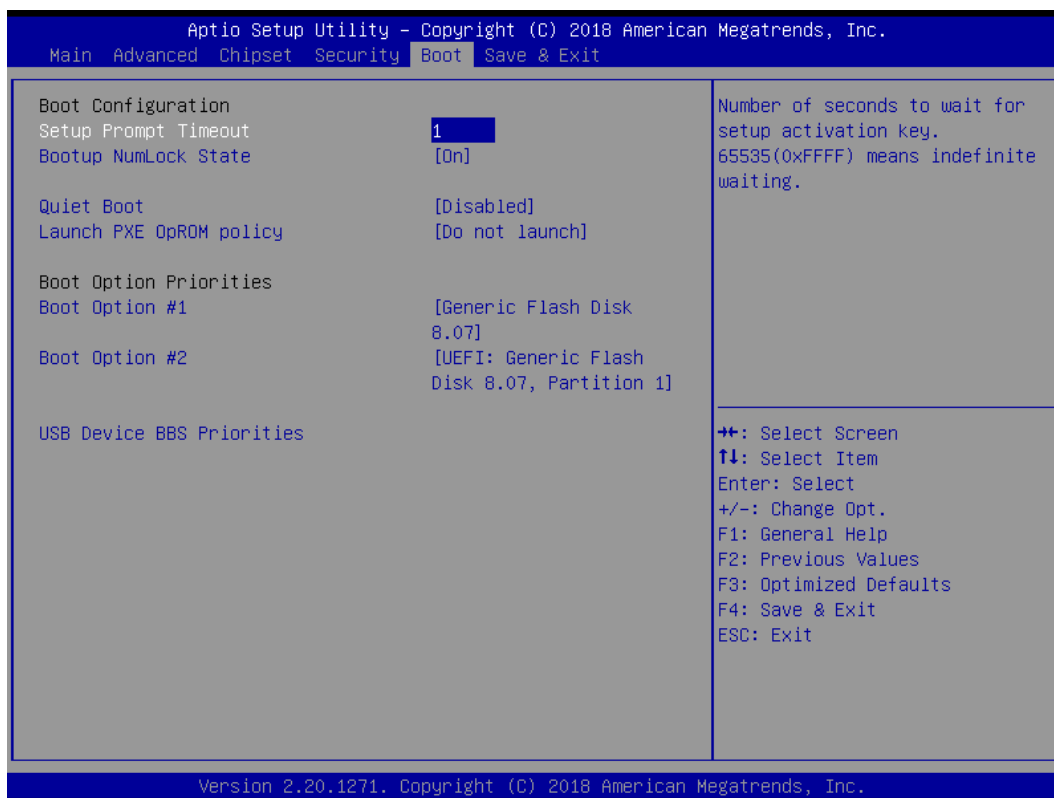 Aptio Setup Utility – Copyright (C) 2018 American Megatrends, Inc.
Main Advanced Chipset Security Boot Save & Exit
Boot Configuration
Setup Prompt Timeout 1
Bootup NumLock State [On]
Quiet Boot [Disabled]
Launch PXE OpROM policy [Do not launch]
Boot Option Priorities
Boot Option #1 [Generic Flash Disk
8.07]
Boot Option #2 [UEFI: Generic Flash
Disk 8.07, Partition 1]
USB Device BBS Priorities
Number of seconds to wait for
setup activation key.
65535(0xFFFF) means indefinite
waiting.
→←: Select Screen
↑↓: Select Item
Enter: Select
+/-: Change Opt.
F1: General Help
F2: Previous Values
F3: Optimized Defaults
F4: Save & Exit
ESC: Exit
Version 2.20.1271. Copyright (C) 2018 American Megatrends, Inc.